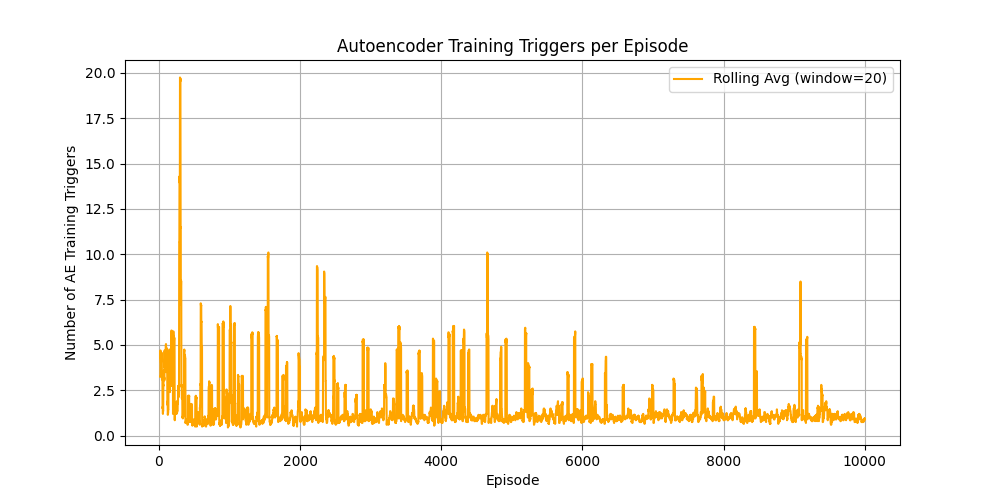 Autoencoder Training Triggers per Episode
Rolling Avg (window=20)
Number of AE Training Triggers
20.0
17.5
15.0
12.5
10.0
7.5
5.0
2.5
0.0
0 2000 4000 6000 8000 10000
Episode